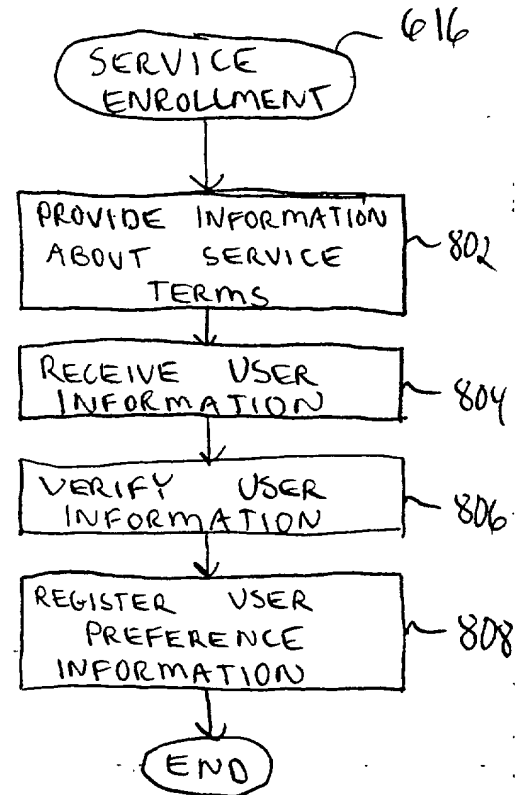 616
SERVICE
ENROLLMENT
PROVIDE INFORMATION
ABOUT SERVICE
TERMS
802
RECEIVE USER
INFORMATION
804
VERIFY USER
INFORMATION
806
REGISTER USER
PREFERENCE
INFORMATION
808
END